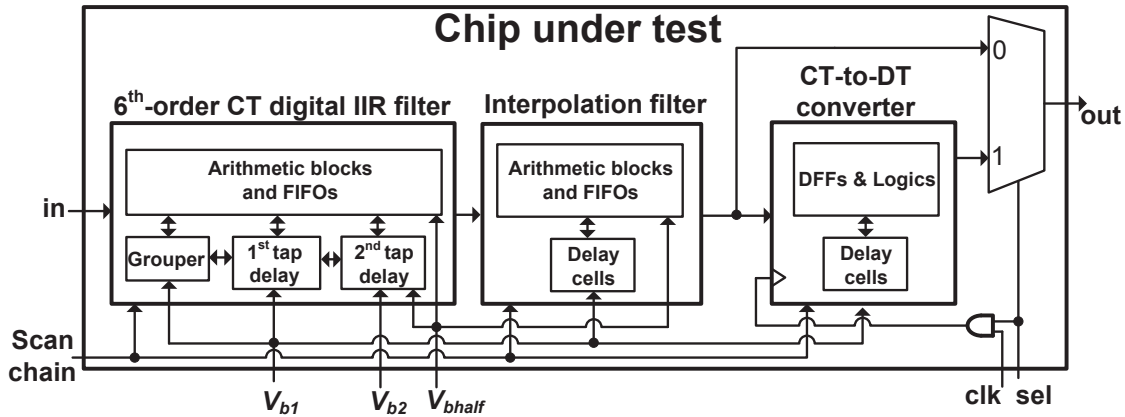 Chip under test
6th-order CT digital IIR filter
Arithmetic blocks
and FIFOs
Grouper
1st tap
delay
2nd tap
delay
Interpolation filter
Arithmetic blocks
and FIFOs
Delay
cells
CT-to-DT
converter
DFFs & Logics
Delay
cells
0
1
out
in
Scan
chain
Vb1
Vb2
Vbhalf
clk
sel